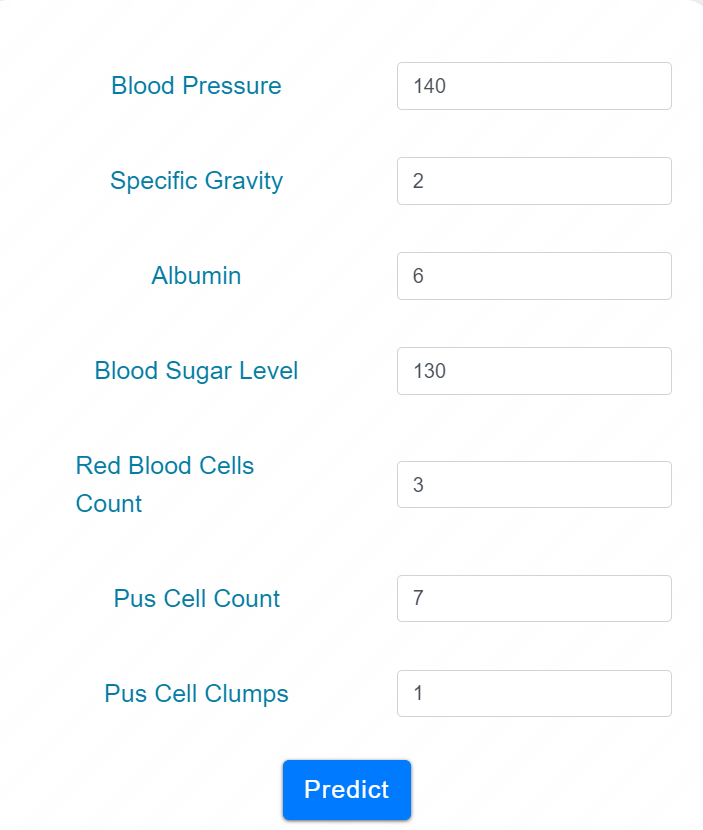 Blood Pressure
140
Specific Gravity
2
Albumin
6
Blood Sugar Level
130
Red Blood Cells
Count
3
Pus Cell Count
7
Pus Cell Clumps
1
Predict